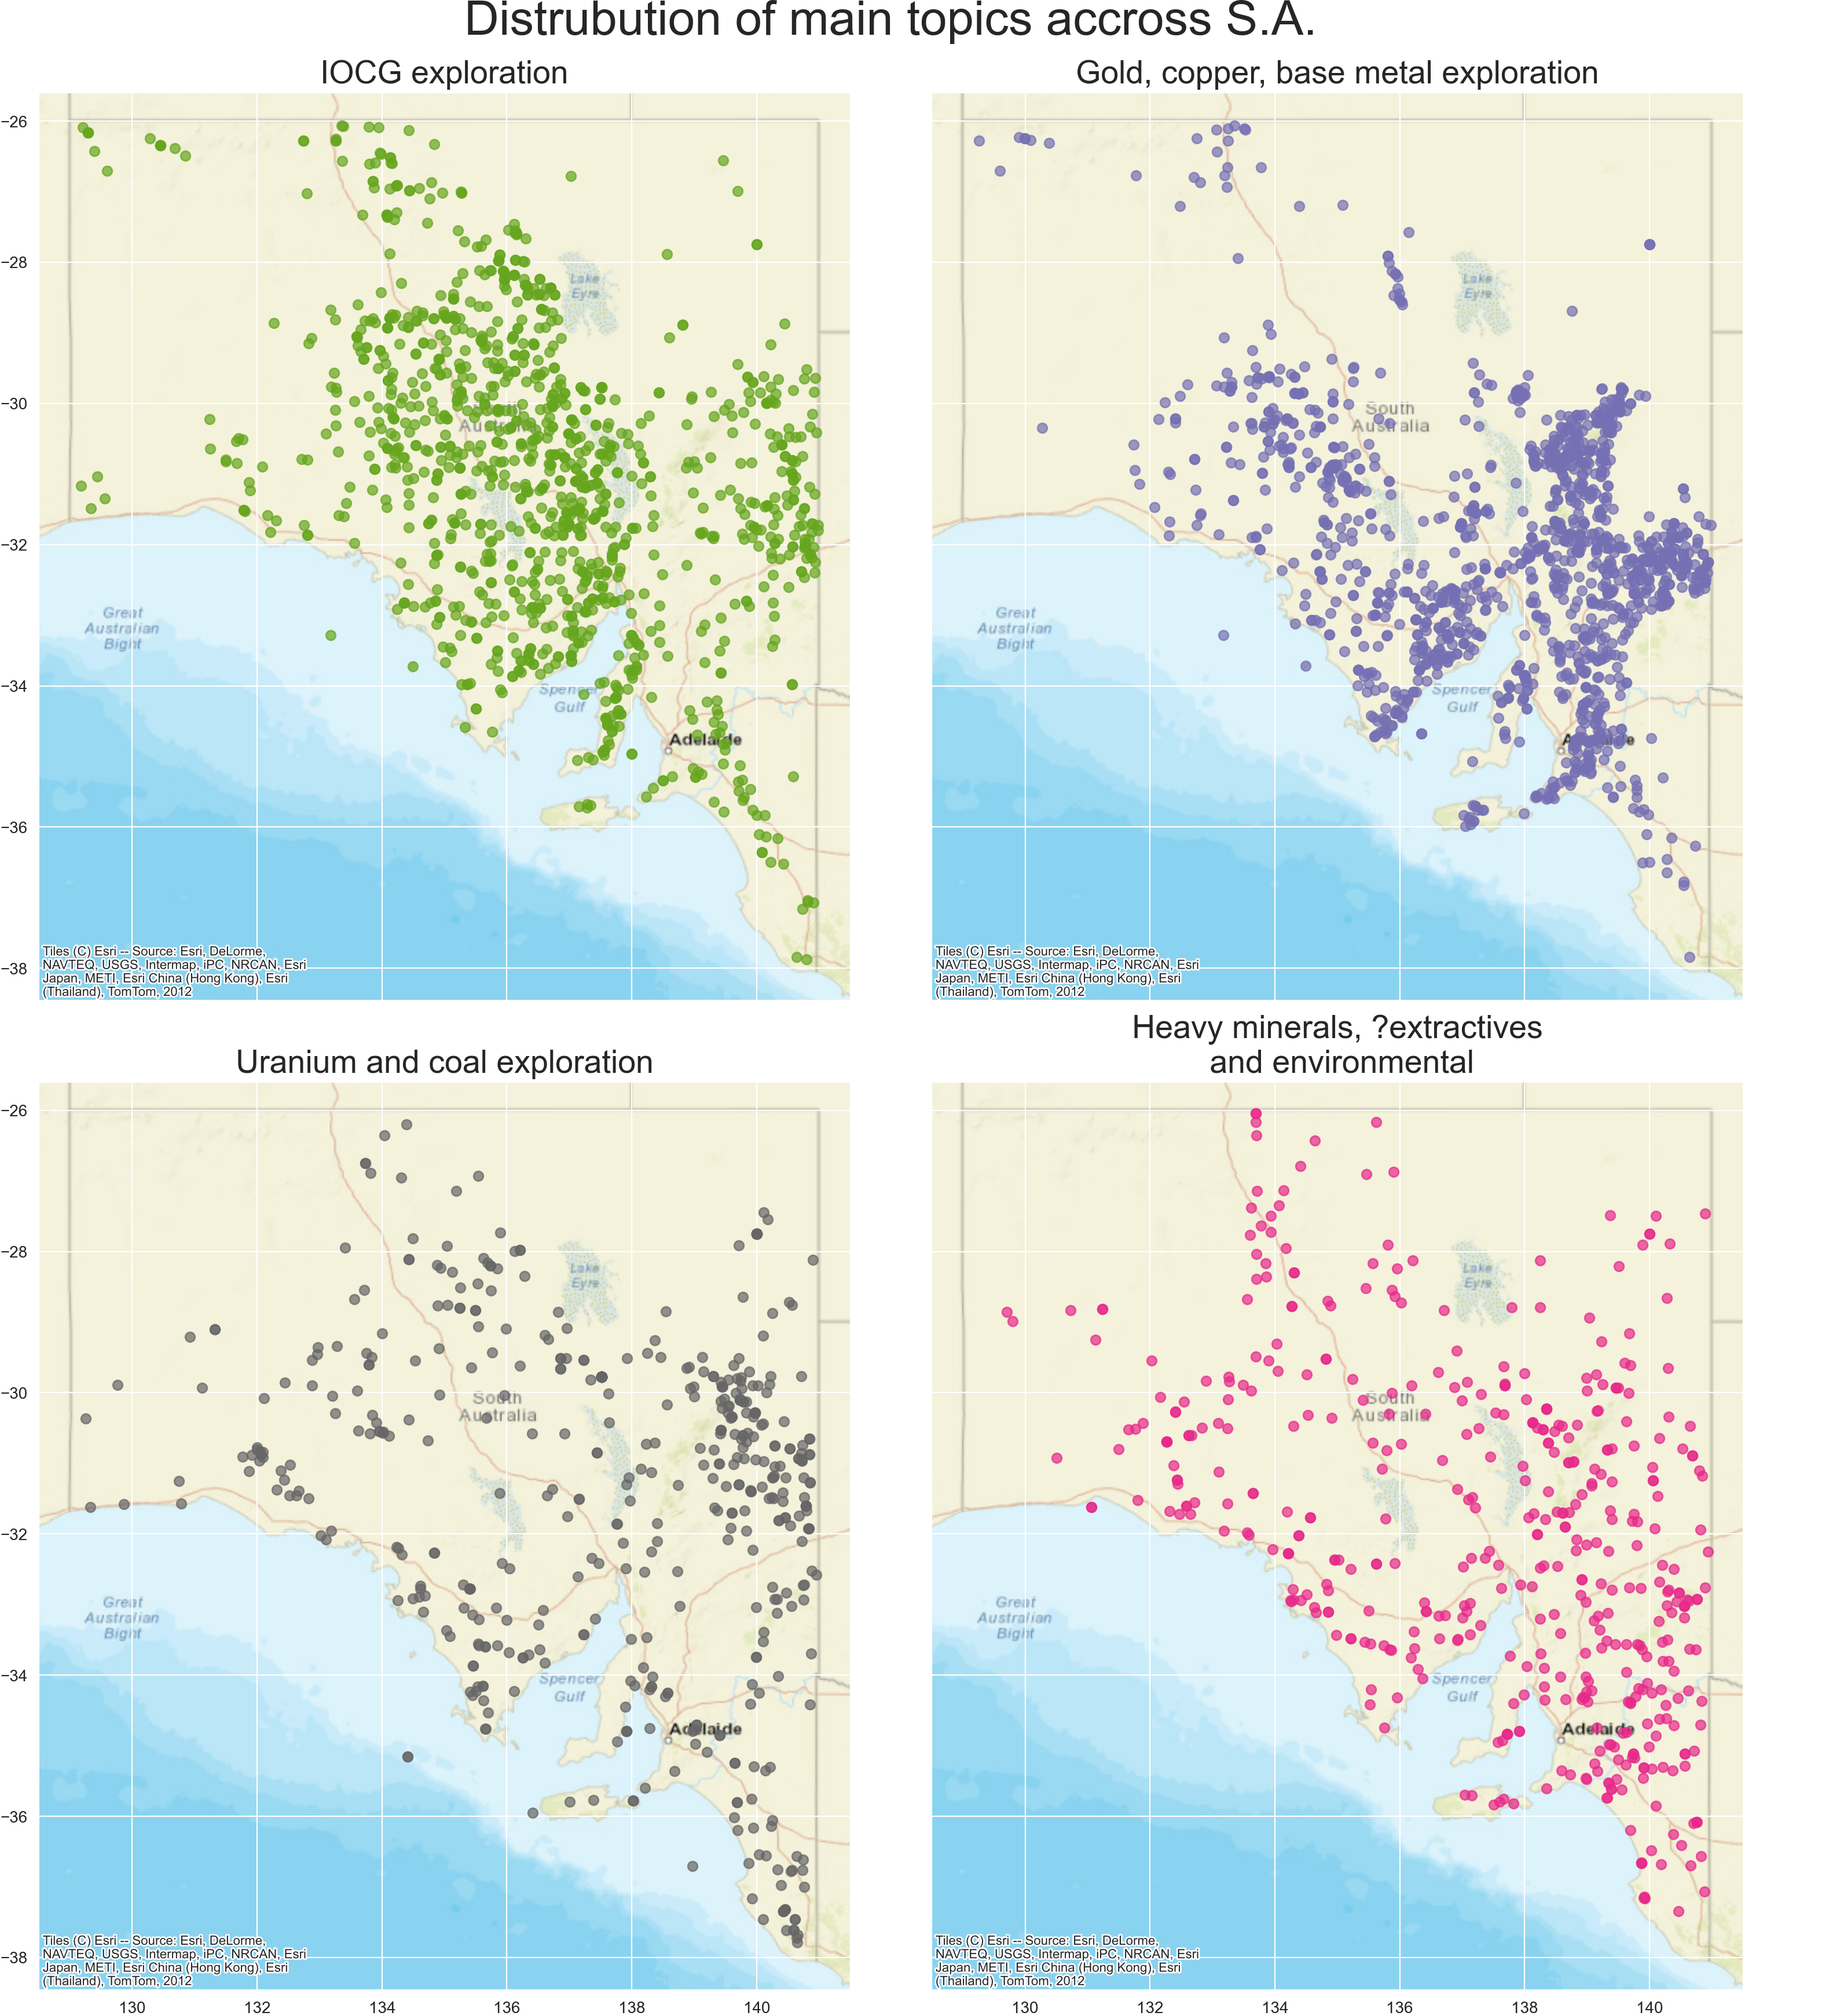 Distrubution of main topics accross S.A.
IOCG exploration
Gold, copper, base metal exploration
−26
−28
−30
−32
−34
−36
−38
Lake
Eyre
Great
Australian
Bight
Spencer
Gulf
Adelaide
Tiles (C) Esri -- Source: Esri, DeLorme,
NAVTEQ, USGS, Intermap, iPC, NRCAN, Esri
Japan, METI, Esri China (Hong Kong), Esri
(Thailand), TomTom, 2012
Lake
Eyre
South
Australia
Great
Australian
Bight
Spencer
Gulf
Tiles (C) Esri -- Source: Esri, DeLorme,
NAVTEQ, USGS, Intermap, iPC, NRCAN, Esri
Japan, METI, Esri China (Hong Kong), Esri
(Thailand), TomTom, 2012
Uranium and coal exploration
Heavy minerals, ?extractives
and environmental
−26
−28
−30
−32
−34
−36
−38
Lake
Eyre
South
Australia
Great
Australian
Bight
Spencer
Gulf
Adelaide
Tiles (C) Esri -- Source: Esri, DeLorme,
NAVTEQ, USGS, Intermap, iPC, NRCAN, Esri
Japan, METI, Esri China (Hong Kong), Esri
(Thailand), TomTom, 2012
130
132
134
136
138
140
Lake
Eyre
South
Australia
Great
Australian
Bight
Spencer
Gulf
Adelaide
Tiles (C) Esri -- Source: Esri, DeLorme,
NAVTEQ, USGS, Intermap, iPC, NRCAN, Esri
Japan, METI, Esri China (Hong Kong), Esri
(Thailand), TomTom, 2012
130
132
134
136
138
140